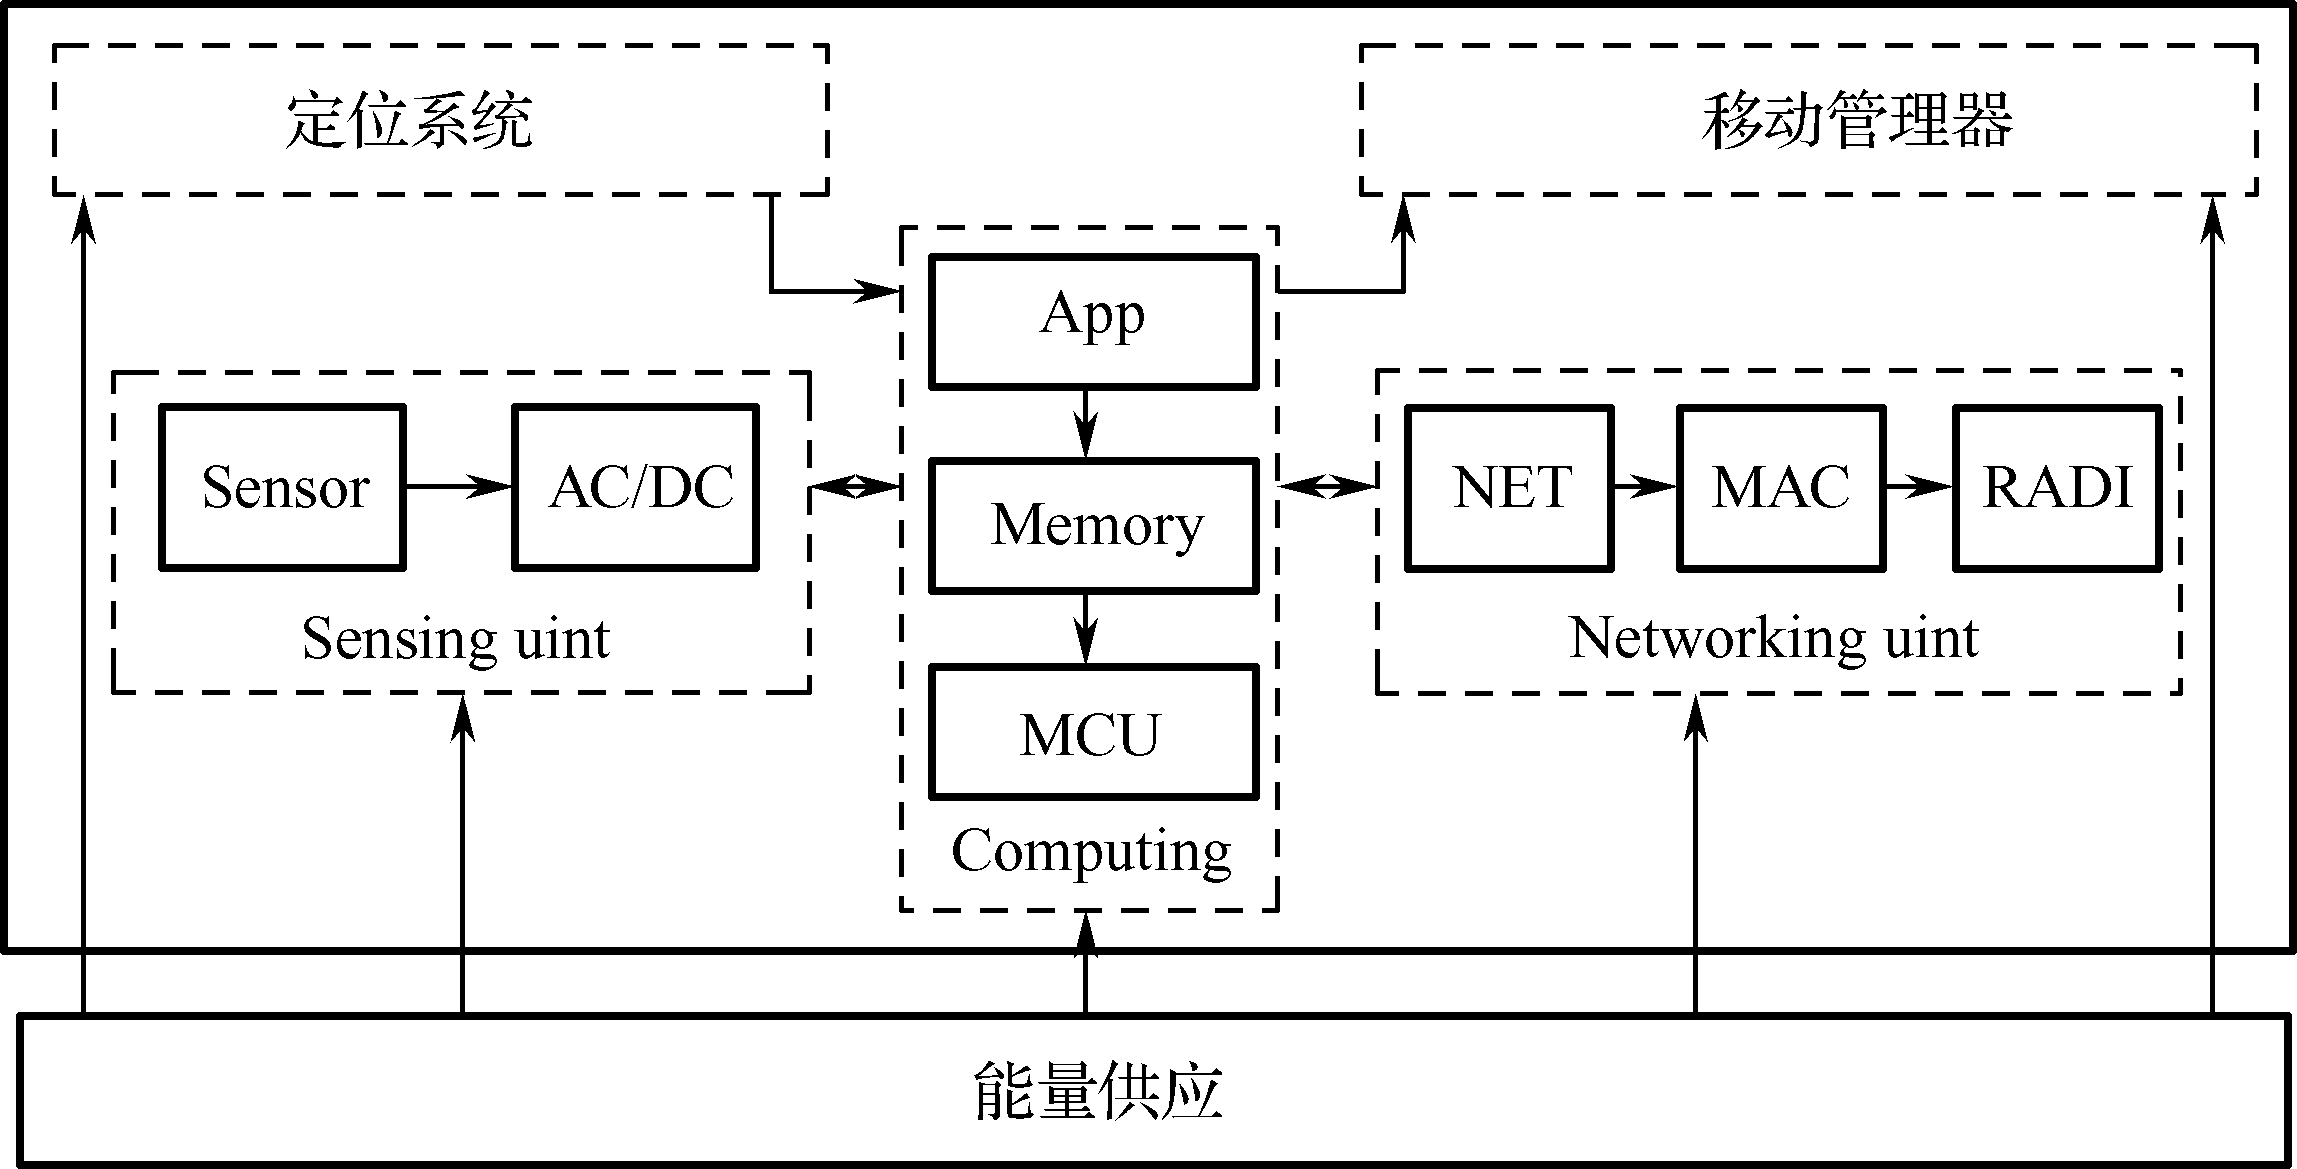 定位系统
移动管理器
App
Sensor
AC/DC
Memory
NET
MAC
RADI
Sensing uint
Networking uint
MCU
Computing
能量供应